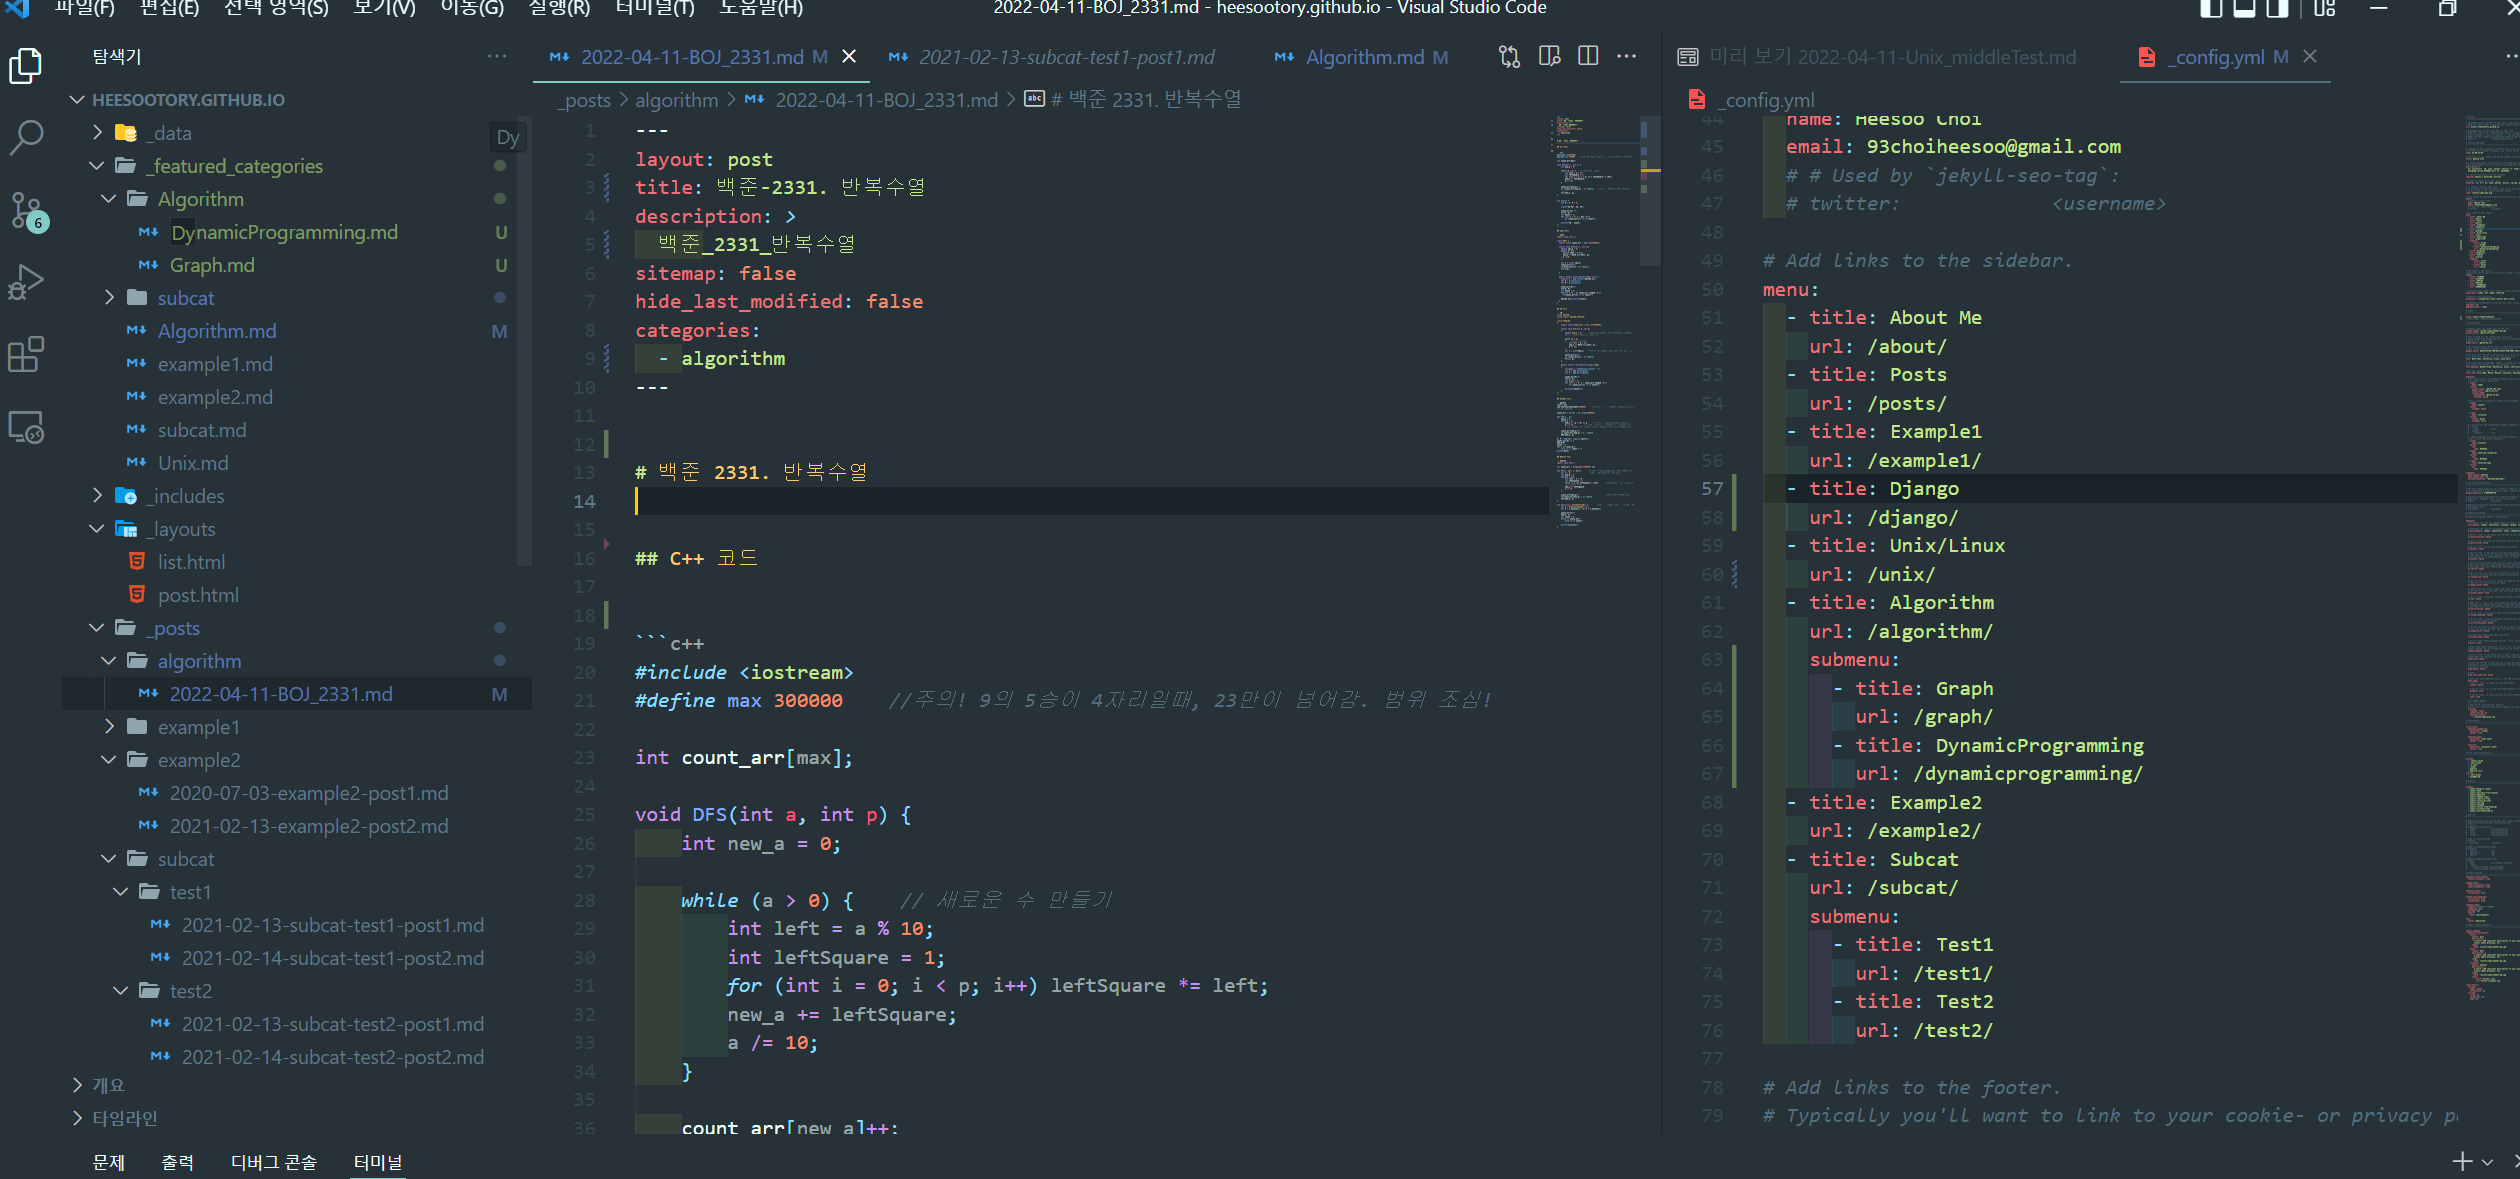 파일(F) 편집(E) 선택 영역(S) 보기(V) 이동(G) 실행(R) 터미널(T) 도움말(H)
2022-04-11-BOJ_2331.md - heesootory.github.io - Visual Studio Code
탐색기
HEESOOTORY.GITHUB.IO
_data
Dy
_featured_categories
Algorithm
DynamicProgramming.md U
Graph.md U
subcat
Algorithm.md M
example1.md
example2.md
subcat.md
Unix.md
_includes
_layouts
list.html
post.html
_posts
algorithm
2022-04-11-BOJ_2331.md M
example1
example2
2020-07-03-example2-post1.md
2021-02-13-example2-post2.md
subcat
test1
2021-02-13-subcat-test1-post1.md
2021-02-14-subcat-test1-post2.md
test2
2021-02-13-subcat-test2-post1.md
2021-02-14-subcat-test2-post2.md
개요
타임라인
6
2022-04-11-BOJ_2331.md M
2021-02-13-subcat-test1-post1.md
Algorithm.md M
_posts > algorithm > 2022-04-11-BOJ_2331.md > # 백준 2331. 반복수열
1 ---
2 layout: post
3 title: 백준-2331. 반복수열
4 description: >
5 백준_2331_반복수열
6 sitemap: false
7 hide_last_modified: false
8 categories:
9 - algorithm
10 ---
11
12
13 # 백준 2331. 반복수열
14
15
16 ## C++ 코드
17
18
19 ```c++
20 #include <iostream>
21 #define max 300000 //주의! 9의 5승이 4자리일때, 23만이 넘어감. 범위 조심!
22
23 int count_arr[max];
24
25 void DFS(int a, int p) {
26 int new_a = 0;
27
28 while (a > 0) { // 새로운 수 만들기
29 int left = a % 10;
30 int leftSquare = 1;
31 for (int i = 0; i < p; i++) leftSquare *= left;
32 new_a += leftSquare;
33 a /= 10;
34 }
35
36 count_arr[new_a]++;
미리 보기 2022-04-11-Unix_middleTest.md
_config.yml M
_config.yml
44 name: Heesoo Choi
45 email: 93choiheesoo@gmail.com
46 # # Used by `jekyll-seo-tag`:
47 # twitter: <username>
48
49 # Add links to the sidebar.
50 menu:
51 - title: About Me
52 url: /about/
53 - title: Posts
54 url: /posts/
55 - title: Example1
56 url: /example1/
57 - title: Django
58 url: /django/
59 - title: Unix/Linux
60 url: /unix/
61 - title: Algorithm
62 url: /algorithm/
63 submenu:
64 - title: Graph
65 url: /graph/
66 - title: DynamicProgramming
67 url: /dynamicprogramming/
68 - title: Example2
69 url: /example2/
70 - title: Subcat
71 url: /subcat/
72 submenu:
73 - title: Test1
74 url: /test1/
75 - title: Test2
76 url: /test2/
77
78 # Add links to the footer.
79 # Typically you'll want to link to your cookie- or privacy p
문제 출력 디버그 콘솔 터미널